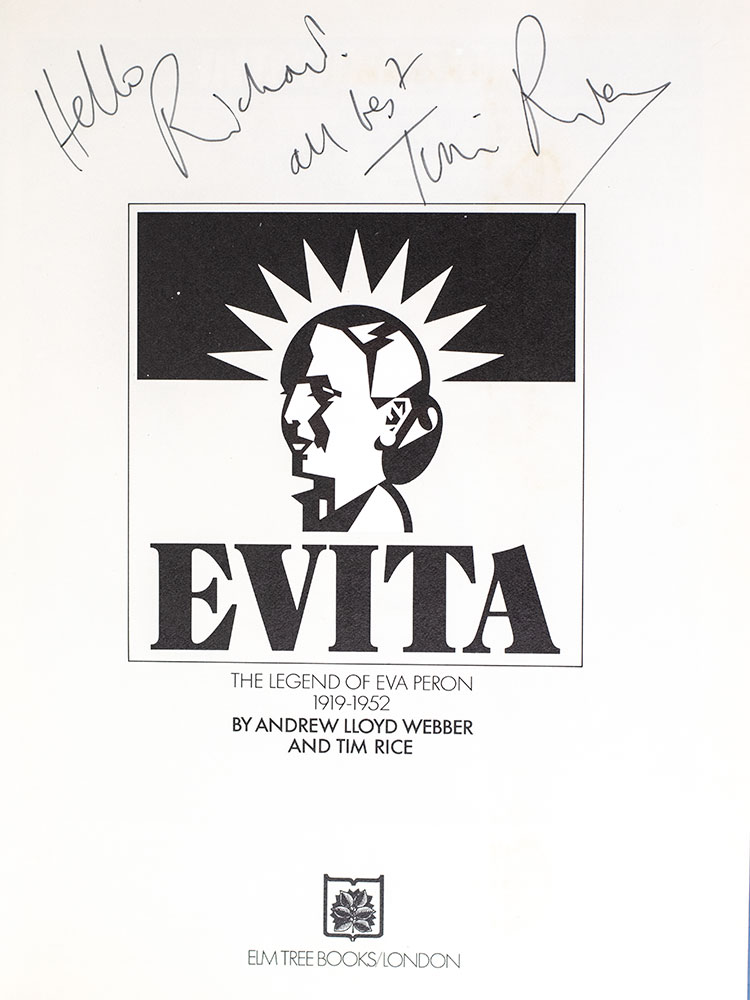 Hello Richard.
all best
Tim Rice
EVITA
THE LEGEND OF EVA PERON
1919-1952
BY ANDREW LLOYD WEBBER
AND TIM RICE
ELM TREE BOOKS/LONDON